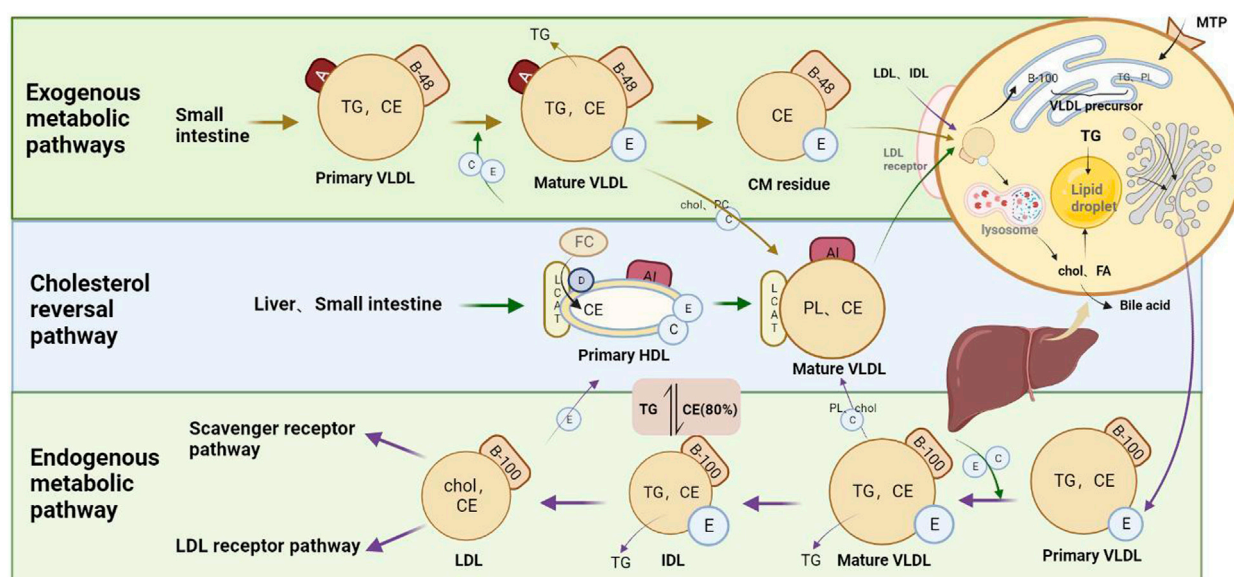 Exogenous
metabolic
pathways
Small
intestine
A
B-48
TG, CE
Primary VLDL
C
E
TG
A
B-48
TG, CE
E
Mature VLDL
B-48
CE
E
CM residue
chol、PC
C
LDL、IDL
LDL
receptor
MTP
B-100
TG、PL
VLDL precursor
TG
Lipid
droplet
lysosome
chol、FA
Bile acid
Cholesterol
reversal
pathway
Liver、Small intestine
FC
LCAT
D
AI
CE
E
C
Primary HDL
AI
LCAT
PL、CE
Mature VLDL
TG
CE(80%)
E
PL、chol
C
Endogenous
metabolic
pathway
Scavenger receptor
pathway
LDL receptor pathway
B-100
chol,
CE
LDL
B-100
TG, CE
E
TG
IDL
B-100
TG, CE
E
TG
Mature VLDL
E
C
B-100
TG, CE
E
Primary VLDL